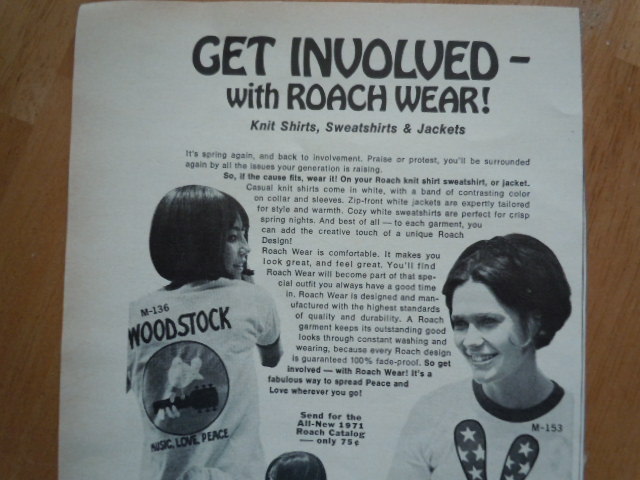 GET INVOLVED –
with ROACH WEAR!
Knit Shirts, Sweatshirts & Jackets
It's spring again, and back to involvement. Praise or protest, you'll be surrounded
again by all the issues your generation is raising.
So, if the cause fits, wear it! On your Roach knit shirt sweatshirt, or jacket.
Casual knit shirts come in white, with a band of contrasting color
on collar and sleeves. Zip-front white jackets are expertly tailored
for style and warmth. Cozy white sweatshirts are perfect for crisp
spring nights. And best of all — to each garment, you
can add the creative touch of a unique Roach
Design!
Roach Wear is comfortable. It makes you
look great, and feel great. You'll find
Roach Wear will become part of that spe-
cial outfit you always have a good time
in. Roach Wear is designed and man-
ufactured with the highest standards
of quality and durability. A Roach
garment keeps its outstanding good
looks through constant washing and
wearing, because every Roach design
is guaranteed 100% fade-proof. So get
involved — with Roach Wear! It's a
fabulous way to spread Peace and
Love wherever you go!
Send for the
All-New 1971
Roach Catalog
— only 75¢
M-136
WOODSTOCK
MUSIC, LOVE, PEACE
M-153